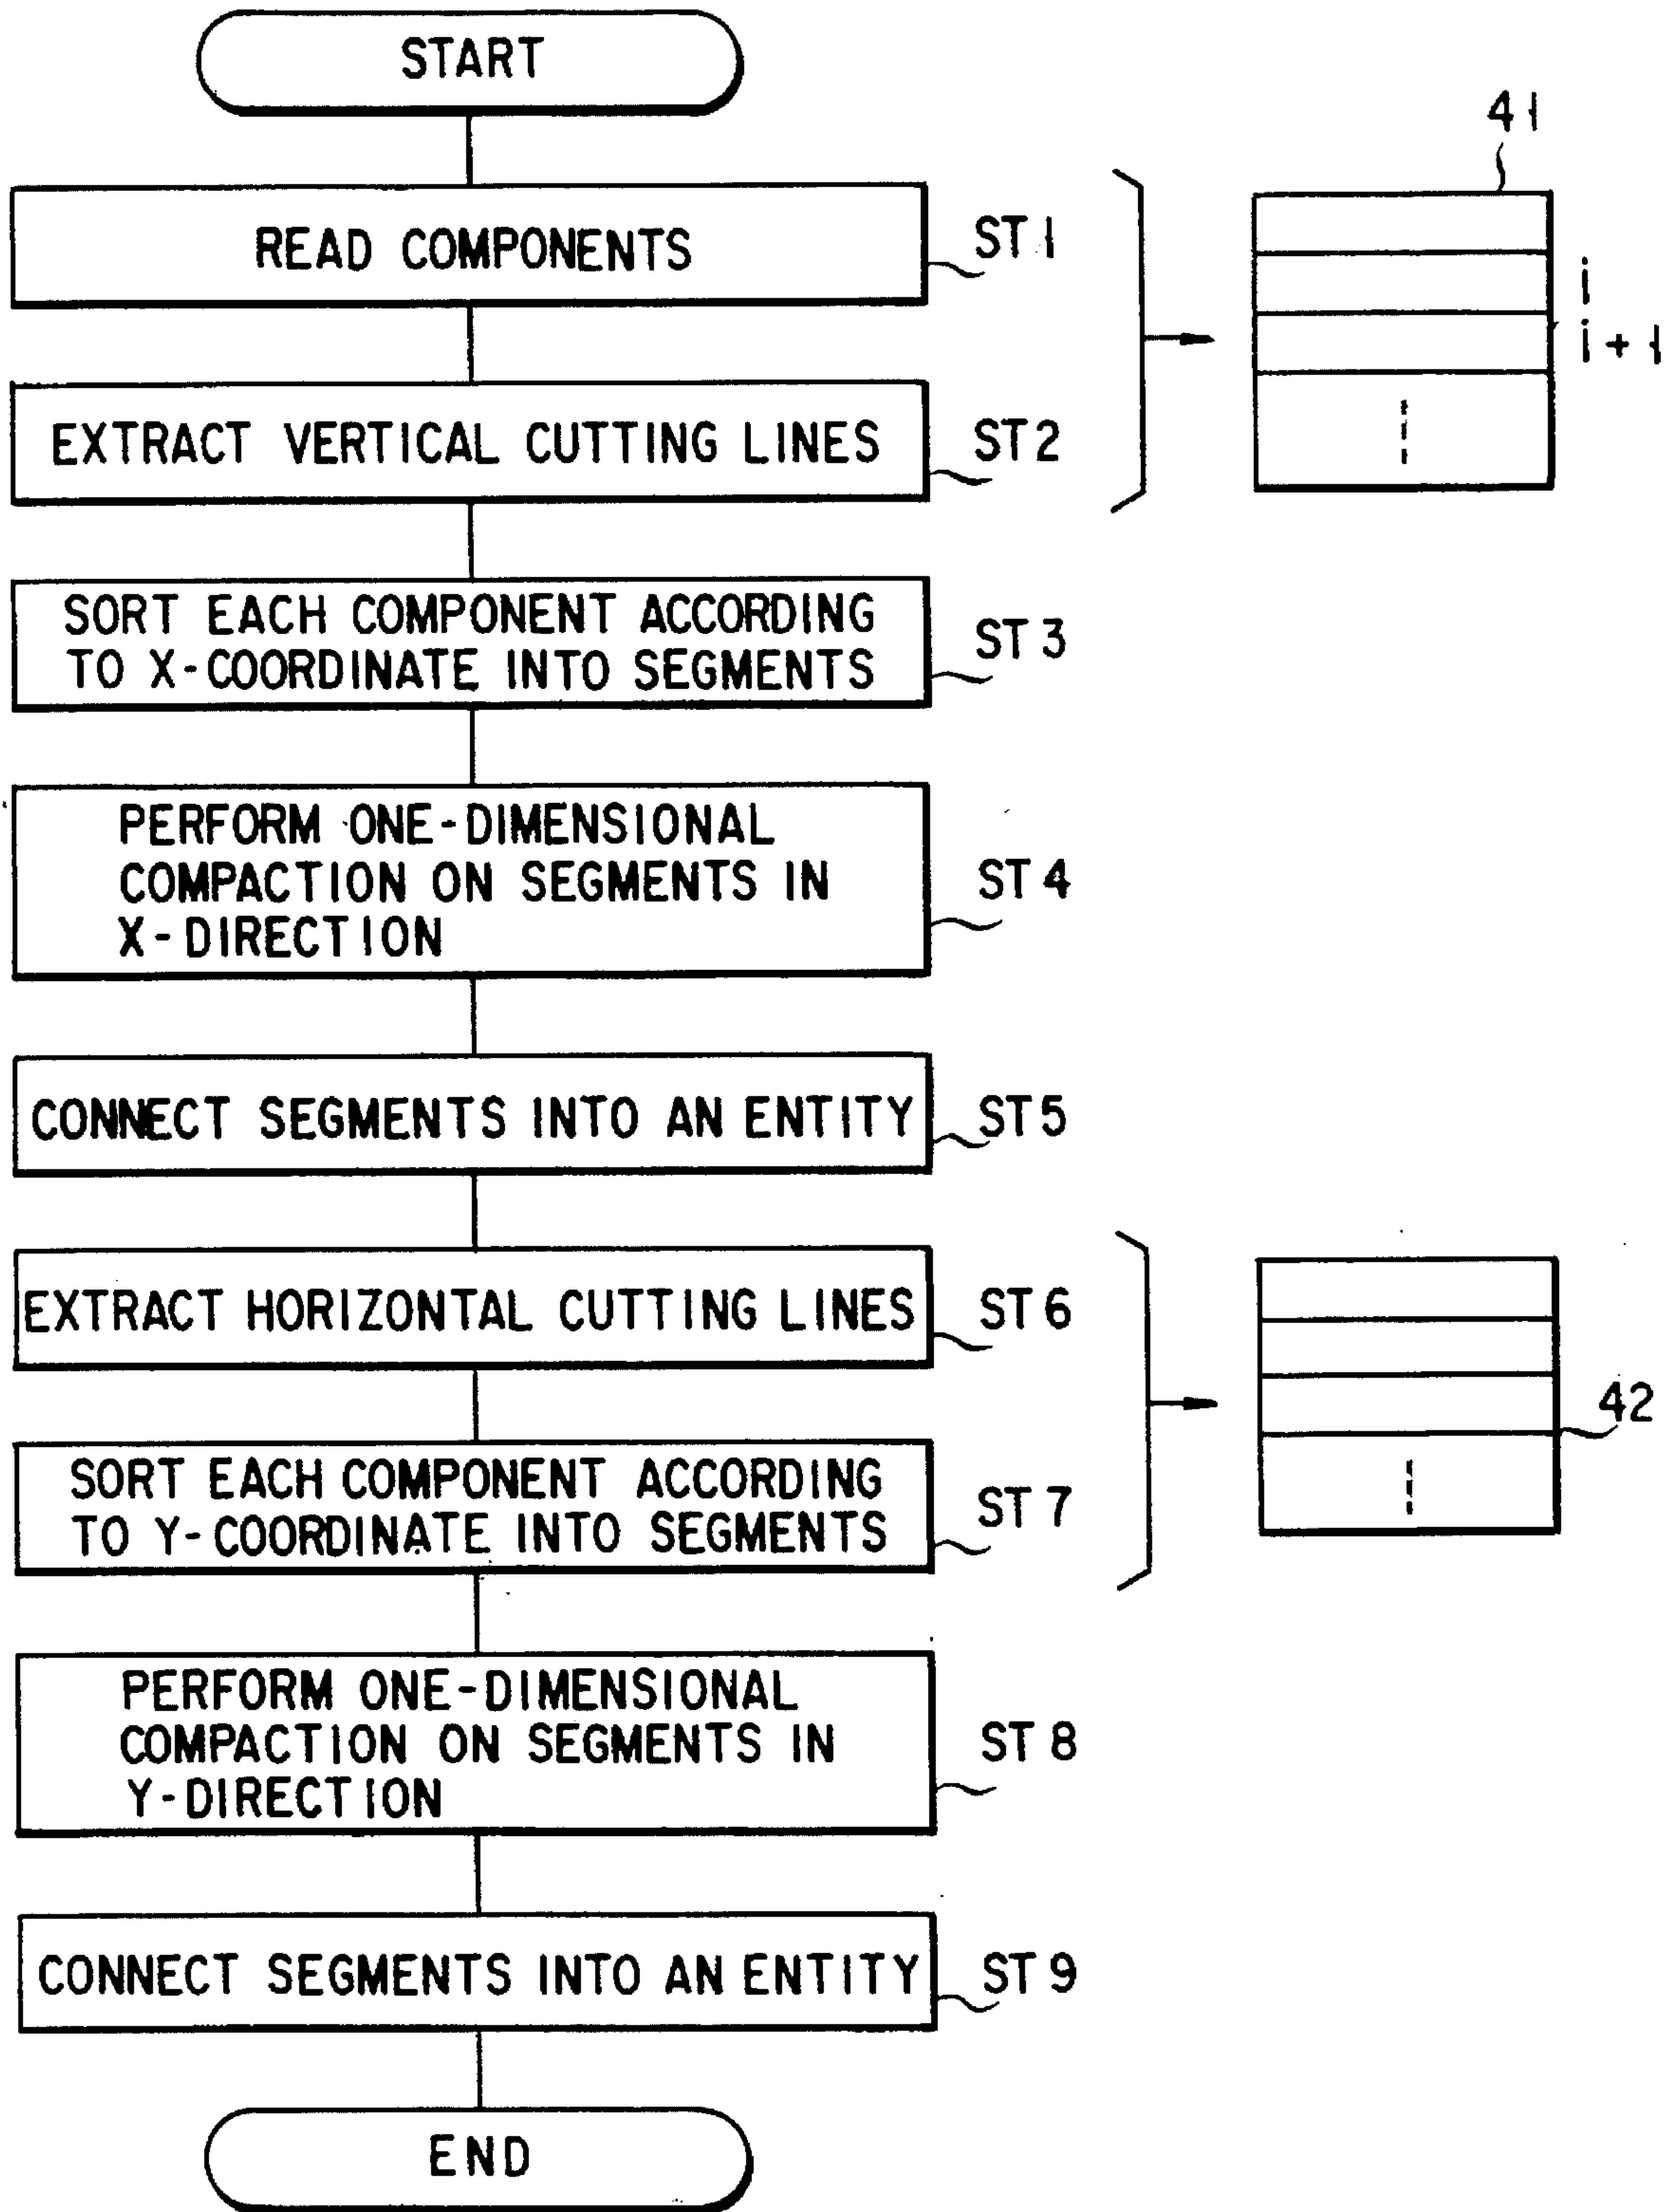 START
READ COMPONENTS
ST1
EXTRACT VERTICAL CUTTING LINES
ST2
41
i
i+1
SORT EACH COMPONENT ACCORDING
TO X-COORDINATE INTO SEGMENTS
ST3
PERFORM ONE-DIMENSIONAL
COMPACTION ON SEGMENTS IN
X-DIRECTION
ST4
CONNECT SEGMENTS INTO AN ENTITY
ST5
EXTRACT HORIZONTAL CUTTING LINES
ST6
SORT EACH COMPONENT ACCORDING
TO Y-COORDINATE INTO SEGMENTS
ST7
42
PERFORM ONE-DIMENSIONAL
COMPACTION ON SEGMENTS IN
Y-DIRECTION
ST8
CONNECT SEGMENTS INTO AN ENTITY
ST9
END